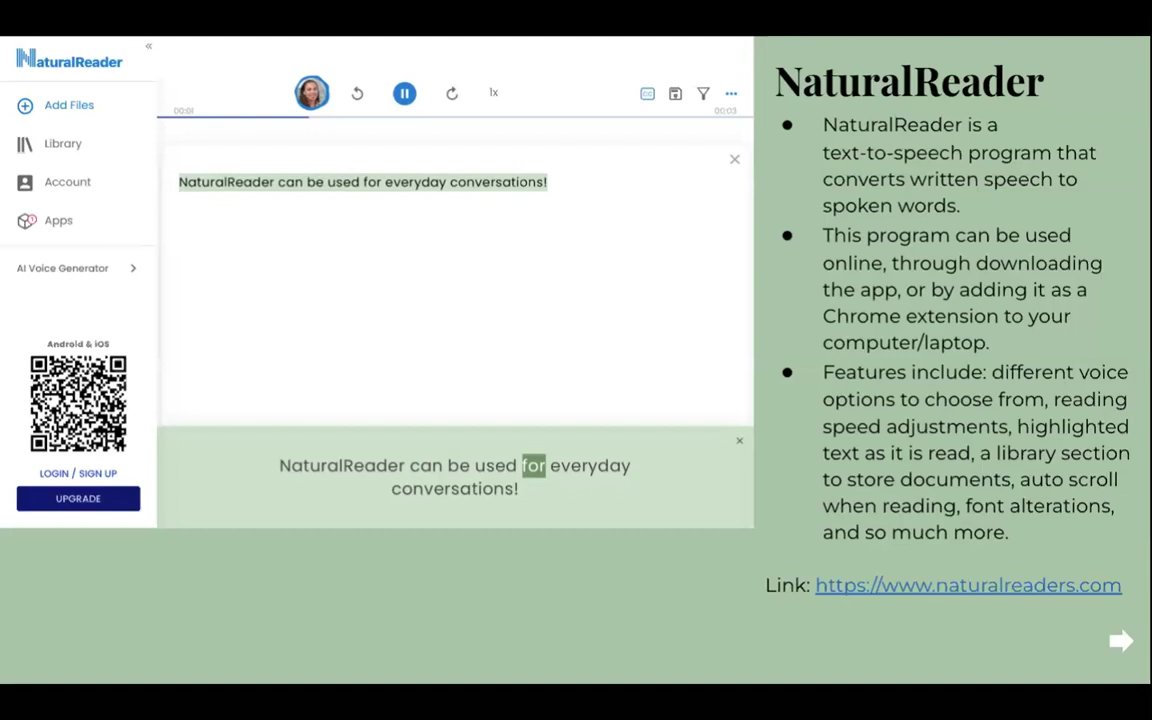 NaturalReader
Add Files
Library
Account
Apps
AI Voice Generator
Android & iOS
LOGIN / SIGN UP
UPGRADE
1x
00:01
00:03
NaturalReader can be used for everyday conversations!
NaturalReader can be used for everyday
conversations!
NaturalReader
● NaturalReader is a
text-to-speech program that
converts written speech to
spoken words.
● This program can be used
online, through downloading
the app, or by adding it as a
Chrome extension to your
computer/laptop.
● Features include: different voice
options to choose from, reading
speed adjustments, highlighted
text as it is read, a library section
to store documents, auto scroll
when reading, font alterations,
and so much more.
Link: https://www.naturalreaders.com